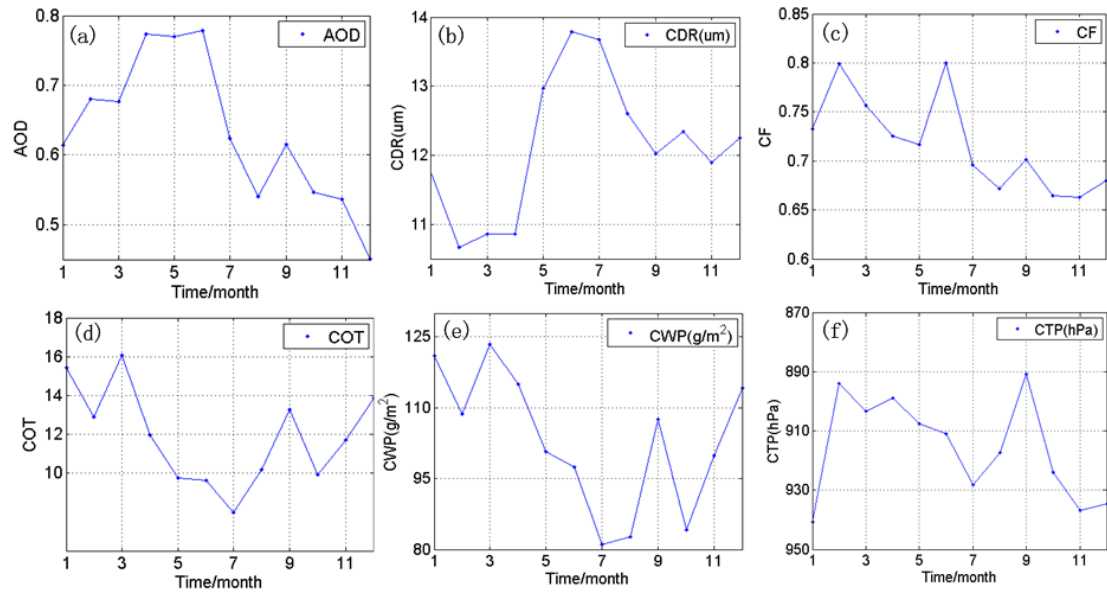 (a)
AOD
0.8
0.7
0.6
0.5
AOD
1 3 5 7 9 11
Time/month
(b)
CDR(um)
14
13
12
11
CDR(um)
1 3 5 7 9 11
Time/month
(c)
CF
0.85
0.8
0.75
0.7
0.65
0.6
CF
1 3 5 7 9 11
Time/month
(d)
COT
18
16
14
12
10
COT
1 3 5 7 9 11
Time/month
(e)
CWP(g/m²)
125
110
95
80
CWP(g/m²)
1 3 5 7 9 11
Time/month
(f)
CTP(hPa)
870
890
910
930
950
CTP(hPa)
1 3 5 7 9 11
Time/month